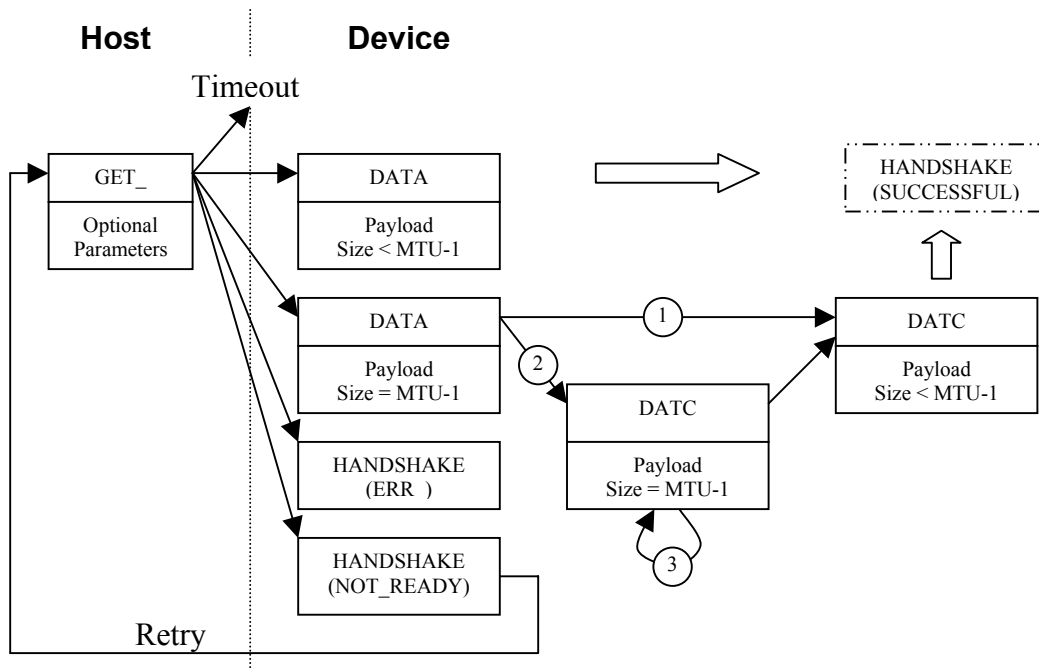 Host
Device
Timeout
GET_
Optional
Parameters
DATA
Payload
Size < MTU-1
HANDSHAKE
(SUCCESSFUL)
DATA
Payload
Size = MTU-1
1
2
DATC
Payload
Size < MTU-1
DATC
Payload
Size = MTU-1
3
HANDSHAKE
(ERR_)
HANDSHAKE
(NOT_READY)
Retry